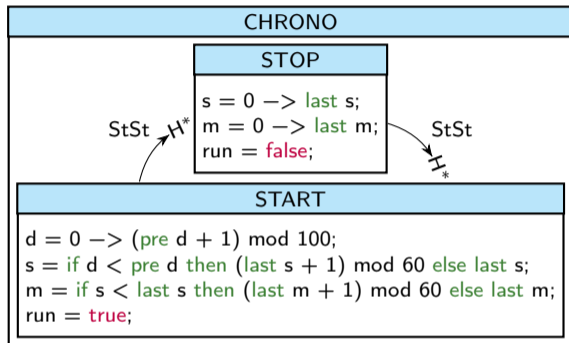 CHRONO
STOP
s = 0 −> last s;
m = 0 −> last m;
run = false;
StSt
H*
StSt
H*
START
d = 0 −> (pre d + 1) mod 100;
s = if d < pre d then (last s + 1) mod 60 else last s;
m = if s < last s then (last m + 1) mod 60 else last m;
run = true;